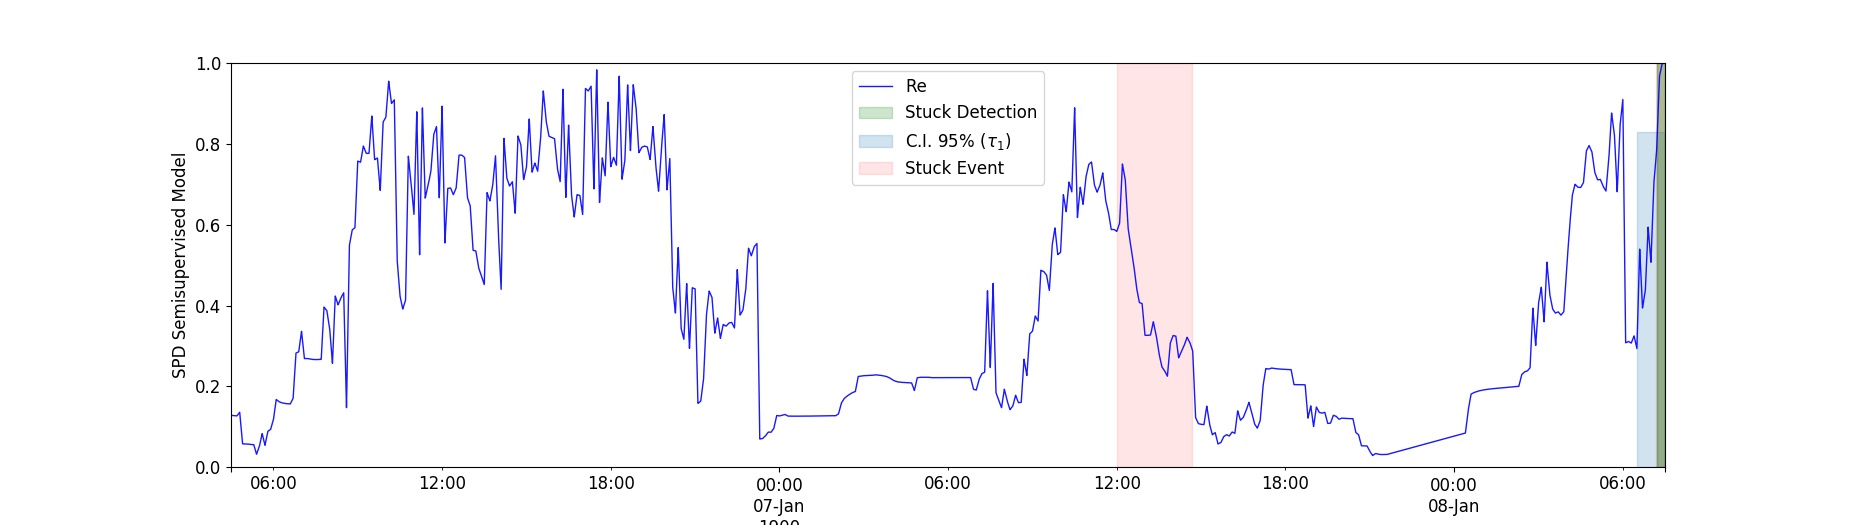 1.0
0.8
0.6
0.4
0.2
0.0
SPD Semisupervised Model
Re
Stuck Detection
C.I. 95% (τ₁)
Stuck Event
06:00 12:00 18:00 00:00 06:00 12:00 18:00 00:00 06:00
07-Jan 08-Jan